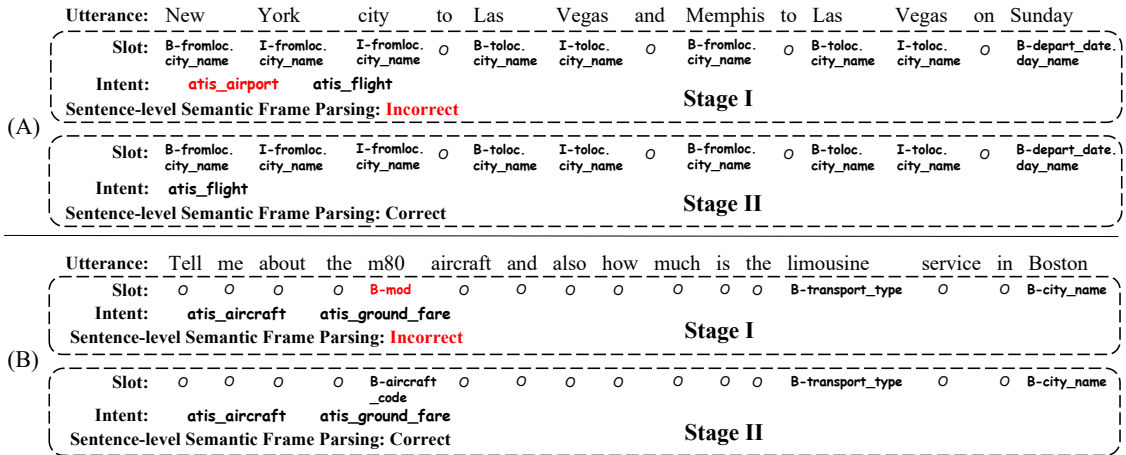 Utterance: New York city to Las Vegas and Memphis to Las Vegas on Sunday
Slot: B-fromloc. city_name I-fromloc. city_name I-fromloc. city_name O B-toloc. city_name I-toloc. city_name O B-fromloc. city_name O B-toloc. city_name I-toloc. city_name O B-depart_date. day_name
Intent: atis_airport atis_flight
Sentence-level Semantic Frame Parsing: Incorrect
Stage I
(A)
Slot: B-fromloc. city_name I-fromloc. city_name I-fromloc. city_name O B-toloc. city_name I-toloc. city_name O B-fromloc. city_name O B-toloc. city_name I-toloc. city_name O B-depart_date. day_name
Intent: atis_flight
Sentence-level Semantic Frame Parsing: Correct
Stage II
Utterance: Tell me about the m80 aircraft and also how much is the limousine service in Boston
Slot: O O O O B-mod O O O O O O O B-transport_type O O B-city_name
Intent: atis_aircraft atis_ground_fare
Sentence-level Semantic Frame Parsing: Incorrect
Stage I
(B)
Slot: O O O O B-aircraft _code O O O O O O O B-transport_type O O B-city_name
Intent: atis_aircraft atis_ground_fare
Sentence-level Semantic Frame Parsing: Correct
Stage II